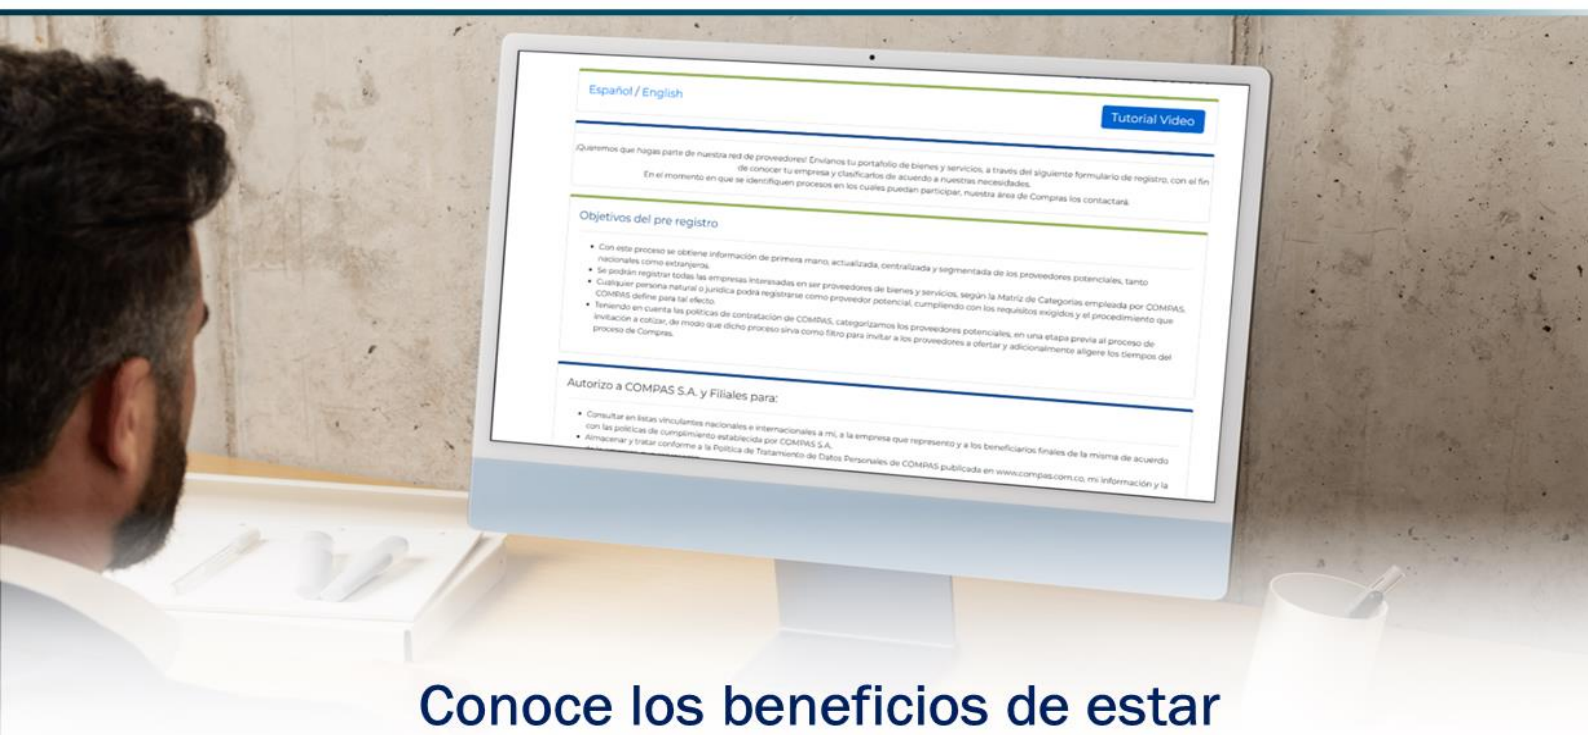 Español / English
Tutorial Video
¡Queremos que hagas parte de nuestra red de proveedores! Envíanos tu portafolio de bienes y servicios, a través del siguiente formulario de registro, con el fin
de conocer tu empresa y clasificarlos de acuerdo a nuestras necesidades.
En el momento en que se identifiquen procesos en los cuales puedan participar, nuestra área de Compras los contactará.
Objetivos del pre registro
• Con este proceso se obtiene información de primera mano, actualizada, centralizada y segmentada de los proveedores potenciales, tanto
nacionales como extranjeros.
• Se podrán registrar todas las empresas interesadas en ser proveedores de bienes y servicios, según la Matriz de Categorías empleada por COMPAS.
• Cualquier persona natural o jurídica podrá registrarse como proveedor potencial, cumpliendo con los requisitos exigidos y el procedimiento que
COMPAS define para tal efecto.
• Teniendo en cuenta las políticas de contratación de COMPAS, categorizamos los proveedores potenciales, en una etapa previa al proceso de
invitación a cotizar, de modo que dicho proceso sirva como filtro para invitar a los proveedores a ofertar y adicionalmente aligere los tiempos del
proceso de Compras.
Autorizo a COMPAS S.A. y Filiales para:
• Consultar en listas vinculantes nacionales e internacionales a mi, a la empresa que represento y a los beneficiarios finales de la misma de acuerdo
con las políticas de cumplimiento establecida por COMPAS S.A.
• Almacenar y tratar conforme a la Política de Tratamiento de Datos Personales de COMPAS publicada en www.compas.com.co, mi información y la
Conoce los beneficios de estar